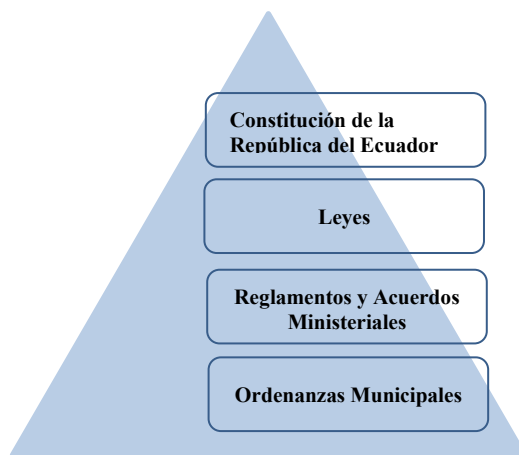 Constitución de la
República del Ecuador
Leyes
Reglamentos y Acuerdos
Ministeriales
Ordenanzas Municipales